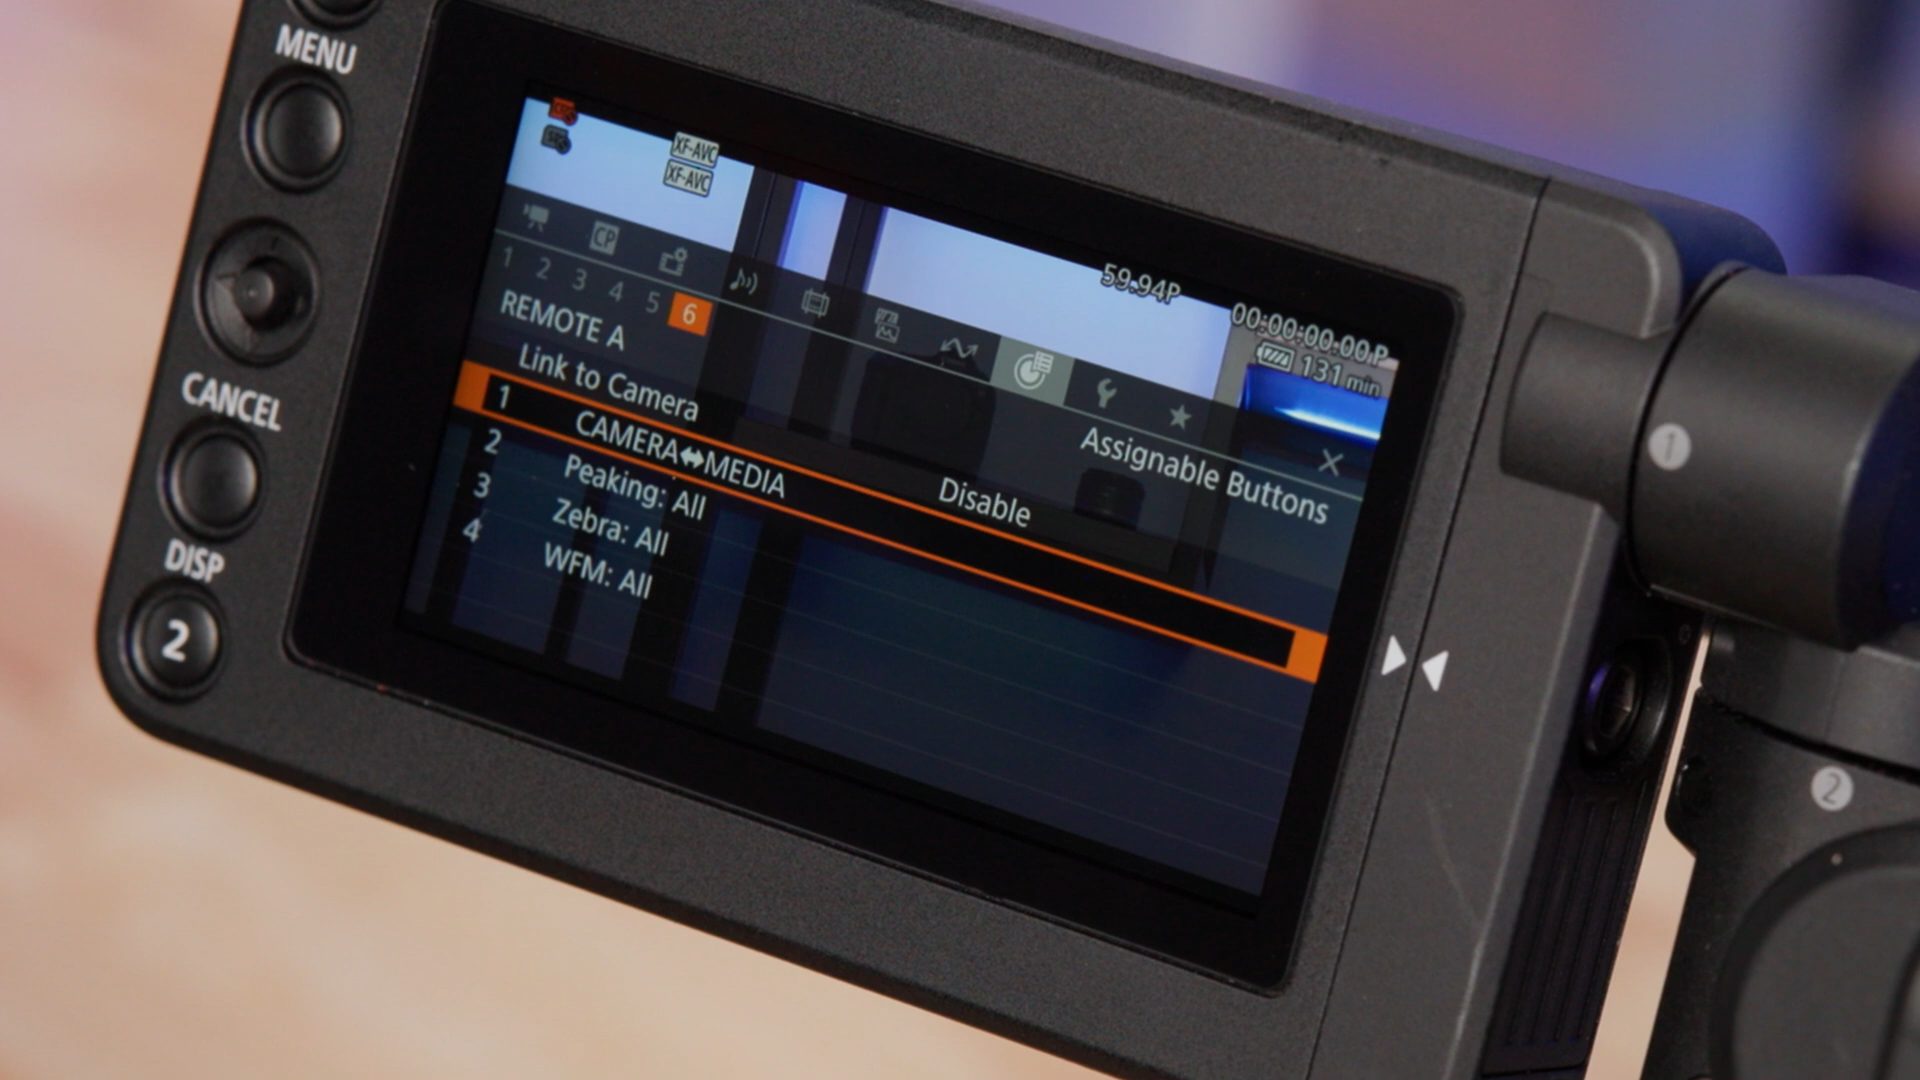 MENU
CANCEL
DISP
2
XF-AVC
XF-AVC
59.94P
00:00:00.00P
131 min
CP
1 2 3 4 5 6
Assignable Buttons
REMOTE A
Link to Camera Disable
1 CAMERA⬌MEDIA
2 Peaking: All
3 Zebra: All
4 WFM: All
1
2